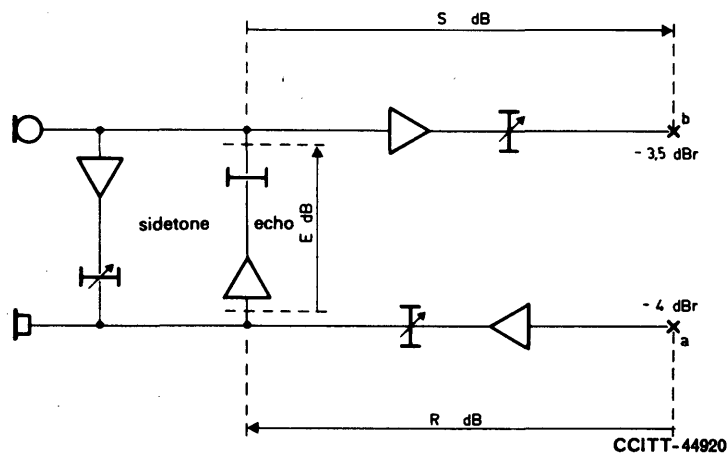 S dB
b
- 3,5 dBr
sidetone
echo
E dB
- 4 dBr
a
R dB
CCITT-44920